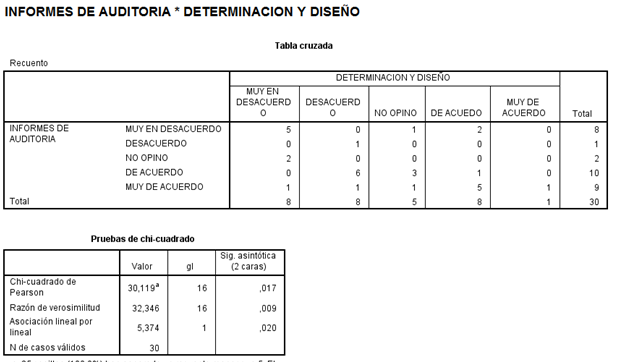 INFORMES DE AUDITORIA * DETERMINACION Y DISEÑO
Tabla cruzada
Recuento
DETERMINACION Y DISEÑO
MUY EN DESACUERD O DESACUERD O NO OPINO DE ACUEDO MUY DE ACUERDO Total
INFORMES DE AUDITORIA MUY EN DESACUERDO 5 0 1 2 0 8
DESACUERDO 0 1 0 0 0 1
NO OPINO 2 0 0 0 0 2
DE ACUERDO 0 6 3 1 0 10
MUY DE ACUERDO 1 1 1 5 1 9
Total 8 8 5 8 1 30
Pruebas de chi-cuadrado
Valor gl Sig. asintótica (2 caras)
Chi-cuadrado de Pearson 30,119a 16 ,017
Razón de verosimilitud 32,346 16 ,009
Asociación lineal por lineal 5,374 1 ,020
N de casos válidos 30